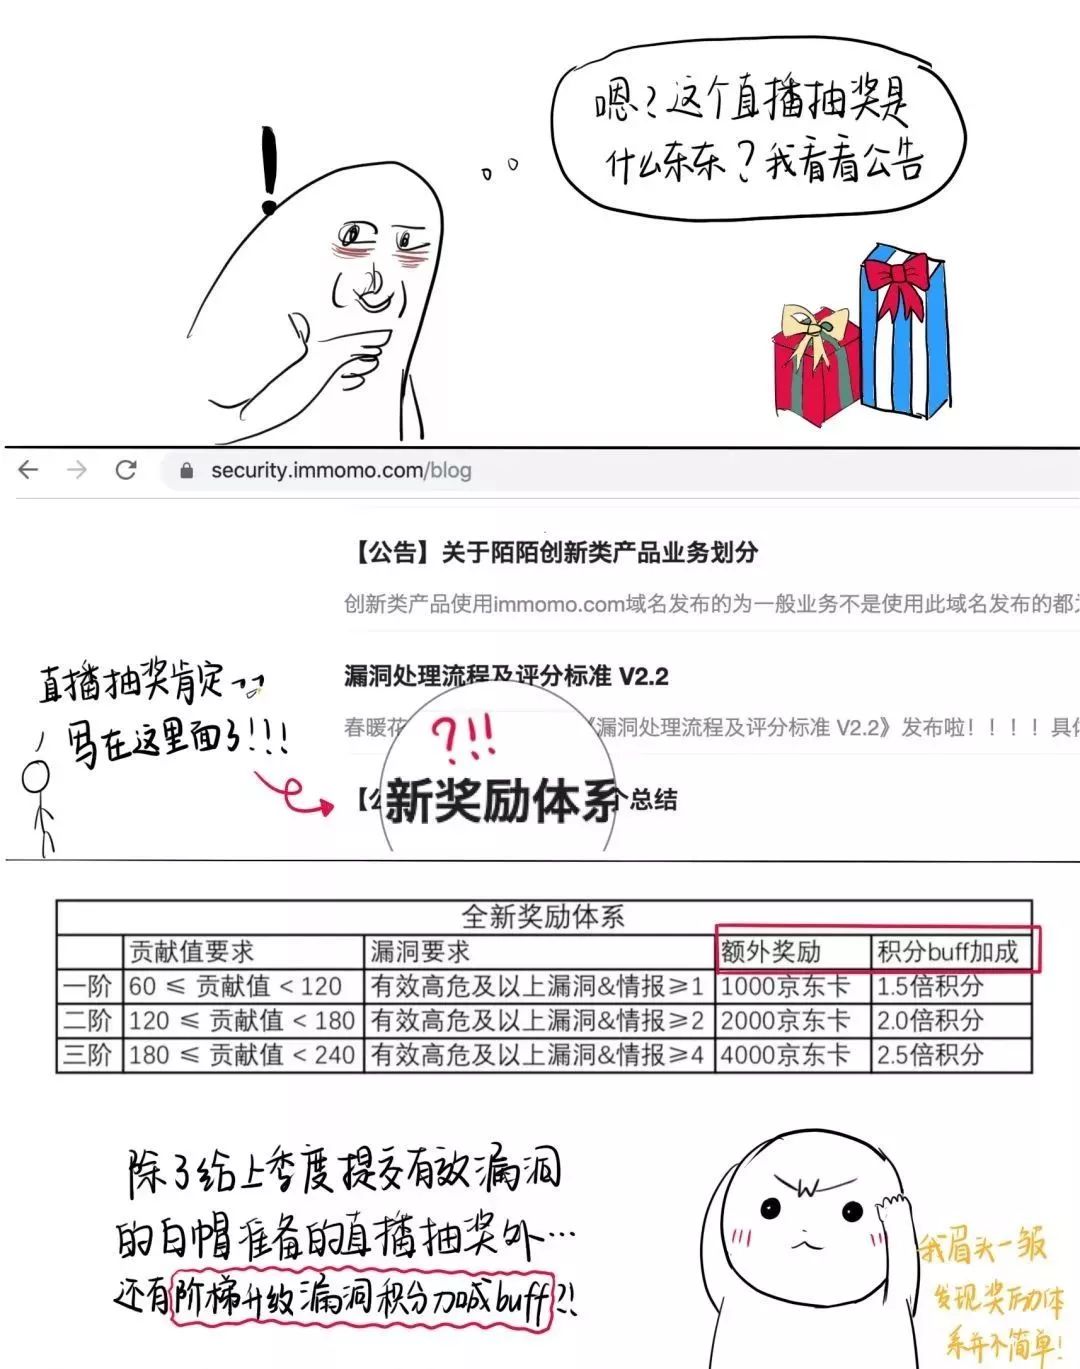 嗯？这个直播抽奖是
什么东东？我看看公告
security.immomo.com/blog
【公告】关于陌陌创新类产品业务划分
创新类产品使用immomo.com域名发布的为一般业务不是使用此域名发布的都为
漏洞处理流程及评分标准 V2.2
春暖花
《漏洞处理流程及评分标准 V2.2》发布啦！！！！具体
直播抽奖肯定
写在这里面了!!!
?!!
【公
新奖励体系
个总结
全新奖励体系
贡献值要求 漏洞要求 额外奖励 积分buff加成
一阶 60 ≤ 贡献值 < 120 有效高危及以上漏洞&情报≥1 1000京东卡 1.5倍积分
二阶 120 ≤ 贡献值 < 180 有效高危及以上漏洞&情报≥2 2000京东卡 2.0倍积分
三阶 180 ≤ 贡献值 < 240 有效高危及以上漏洞&情报≥4 4000京东卡 2.5倍积分
除了给上季度提交有效漏洞
的白帽准备的直播抽奖外…
还有阶梯升级漏洞积分加成buff?!
我眉头一皱
发现奖励体
系并不简单!